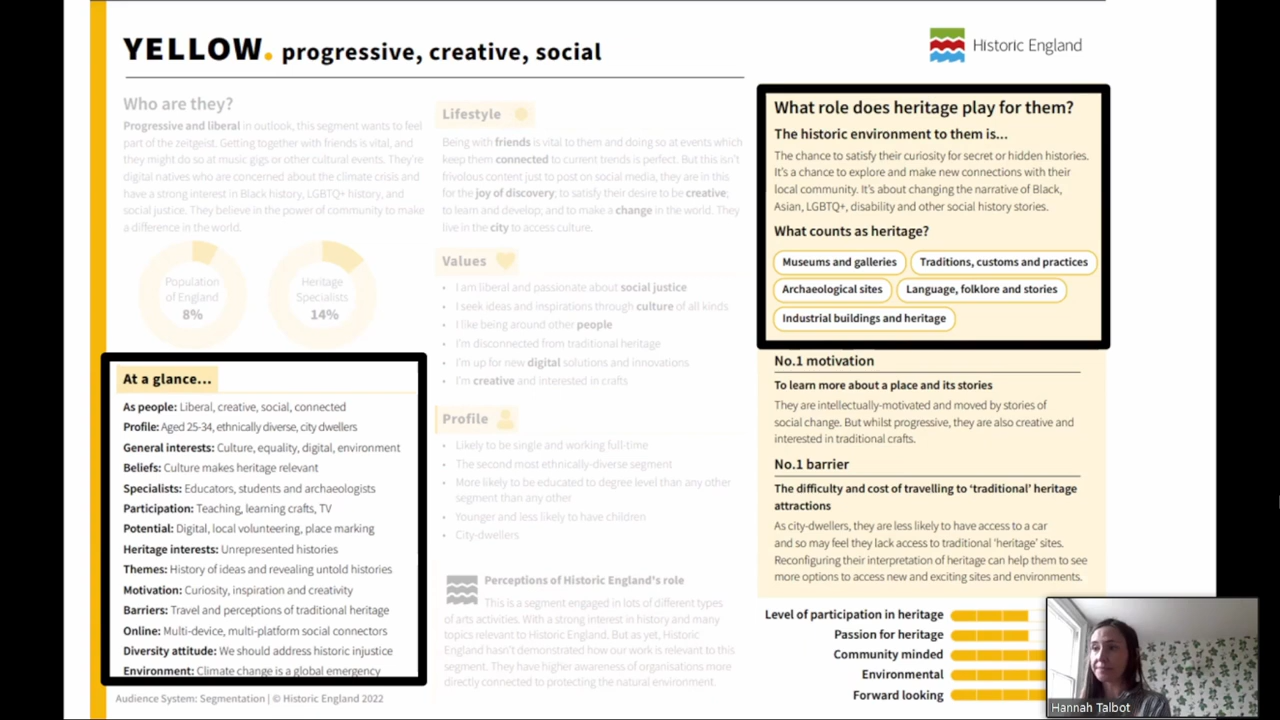 YELLOW. progressive, creative, social
Historic England
Who are they?
Progressive and liberal in outlook, this segment wants to feel
part of the zeitgeist. Getting together with friends is vital, and
they might do so at music gigs or other cultural events. They're
digital natives who are concerned about the climate crisis and
have a strong interest in Black history, LGBTQ+ history, and
social justice. They believe in the power of community to make
a difference in the world.
Population
of England
8%
Heritage
Specialists
14%
At a glance...
As people: Liberal, creative, social, connected
Profile: Aged 25-34, ethnically diverse, city dwellers
General interests: Culture, equality, digital, environment
Beliefs: Culture makes heritage relevant
Specialists: Educators, students and archaeologists
Participation: Teaching, learning crafts, TV
Potential: Digital, local volunteering, place marking
Heritage interests: Unrepresented histories
Themes: History of ideas and revealing untold histories
Motivation: Curiosity, inspiration and creativity
Barriers: Travel and perceptions of traditional heritage
Online: Multi-device, multi-platform social connectors
Diversity attitude: We should address historic injustice
Environment: Climate change is a global emergency
Audience System: Segmentation | © Historic England 2022
Lifestyle
Being with friends is vital to them and doing so at events which
keep them connected to current trends is perfect. But this isn't
frivolous content just to post on social media, they are in this
for the joy of discovery; to satisfy their desire to be creative;
to learn and develop; and to make a change in the world. They
live in the city to access culture.
Values
• I am liberal and passionate about social justice
• I seek ideas and inspirations through culture of all kinds
• I like being around other people
• I'm disconnected from traditional heritage
• I'm up for new digital solutions and innovations
• I'm creative and interested in crafts
Profile
• Likely to be single and working full-time
• The second most ethnically-diverse segment
• More likely to be educated to degree level than any other
segment than any other
• Younger and less likely to have children
• City-dwellers
Perceptions of Historic England's role
This is a segment engaged in lots of different types
of arts activities. With a strong interest in history and many
topics relevant to Historic England. But as yet, Historic
England hasn't demonstrated how our work is relevant to this
segment. They have higher awareness of organisations more
directly connected to protecting the natural environment.
What role does heritage play for them?
The historic environment to them is...
The chance to satisfy their curiosity for secret or hidden histories.
It's a chance to explore and make new connections with their
local community. It's about changing the narrative of Black,
Asian, LGBTQ+, disability and other social history stories.
What counts as heritage?
Museums and galleries
Traditions, customs and practices
Archaeological sites
Language, folklore and stories
Industrial buildings and heritage
No.1 motivation
To learn more about a place and its stories
They are intellectually-motivated and moved by stories of
social change. But whilst progressive, they are also creative and
interested in traditional crafts.
No.1 barrier
The difficulty and cost of travelling to 'traditional' heritage
attractions
As city-dwellers, they are less likely to have access to a car
and so may feel they lack access to traditional 'heritage' sites.
Reconfiguring their interpretation of heritage can help them to see
more options to access new and exciting sites and environments.
Level of participation in heritage
Passion for heritage
Community minded
Environmental
Forward looking
Hannah Talbot